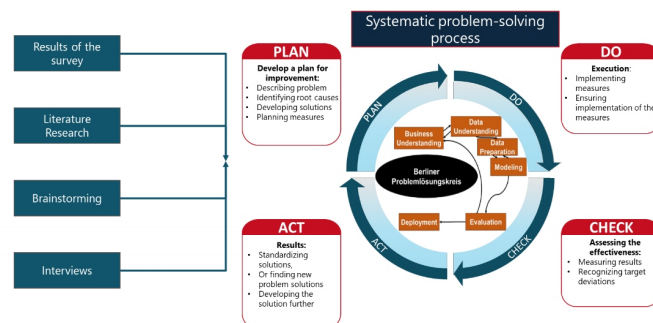 Systematic problem-solving
process
Results of the
survey
Literature
Research
Brainstorming
Interviews
PLAN
Develop a plan for
improvement:
• Describing problem
• Identifying root causes
• Developing solutions
• Planning measures
DO
Execution:
• Implementing
measures
• Ensuring
implementation of the
measures
PLAN
DO
CHECK
ACT
Business
Understanding
Data
Understanding
Data
Preparation
Modeling
Evaluation
Deployment
Berliner
Problemlösungskreis
ACT
Results:
• Standardizing
solutions,
• Or finding new
problem solutions
• Developing the
solution further
CHECK
Assessing the
effectiveness:
• Measuring results
• Recognizing target
deviations